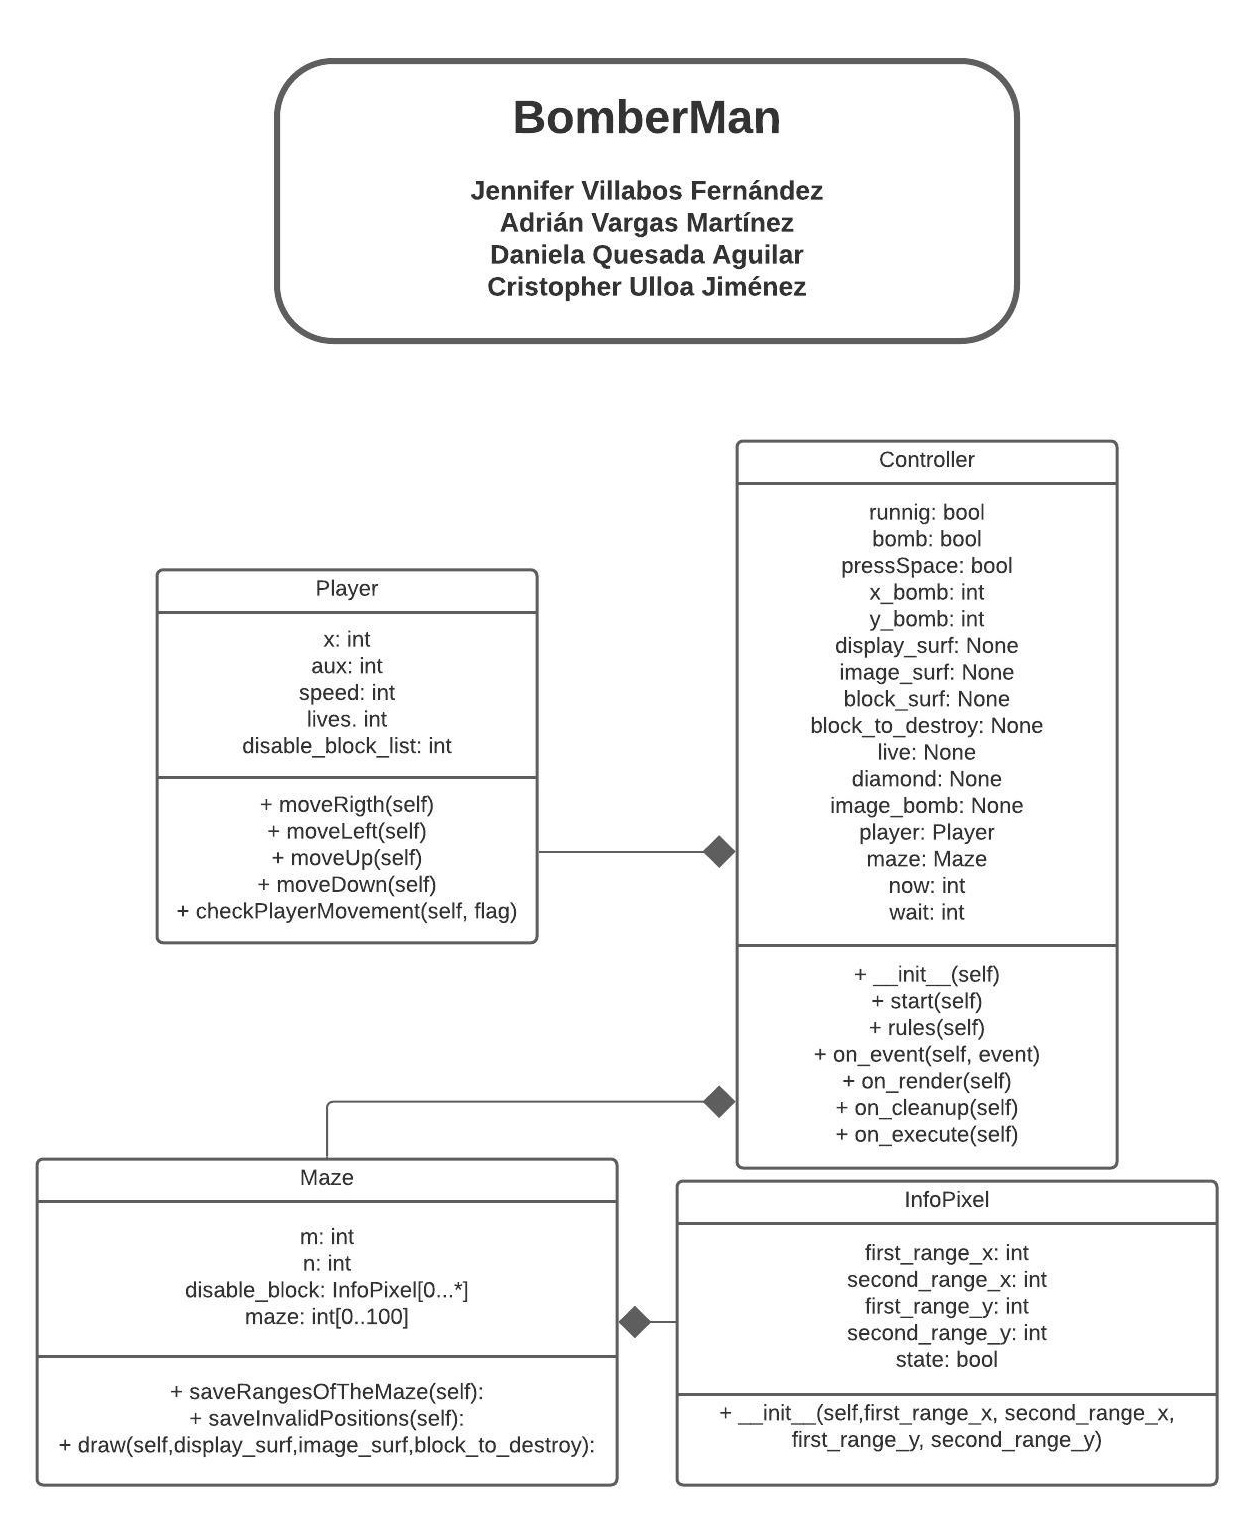 BomberMan
Jennifer Villabos Fernández
Adrián Vargas Martínez
Daniela Quesada Aguilar
Cristopher Ulloa Jiménez
Controller
runnig: bool
bomb: bool
pressSpace: bool
x_bomb: int
y_bomb: int
display_surf: None
image_surf: None
block_surf: None
block_to_destroy: None
live: None
diamond: None
image_bomb: None
player: Player
maze: Maze
now: int
wait: int
+ __init__(self)
+ start(self)
+ rules(self)
+ on_event(self, event)
+ on_render(self)
+ on_cleanup(self)
+ on_execute(self)
Player
x: int
aux: int
speed: int
lives. int
disable_block_list: int
+ moveRigth(self)
+ moveLeft(self)
+ moveUp(self)
+ moveDown(self)
+ checkPlayerMovement(self, flag)
Maze
m: int
n: int
disable_block: InfoPixel[0...*]
maze: int[0..100]
+ saveRangesOfTheMaze(self):
+ saveInvalidPositions(self):
+ draw(self,display_surf,image_surf,block_to_destroy):
InfoPixel
first_range_x: int
second_range_x: int
first_range_y: int
second_range_y: int
state: bool
+ __init__(self,first_range_x, second_range_x,
first_range_y, second_range_y)